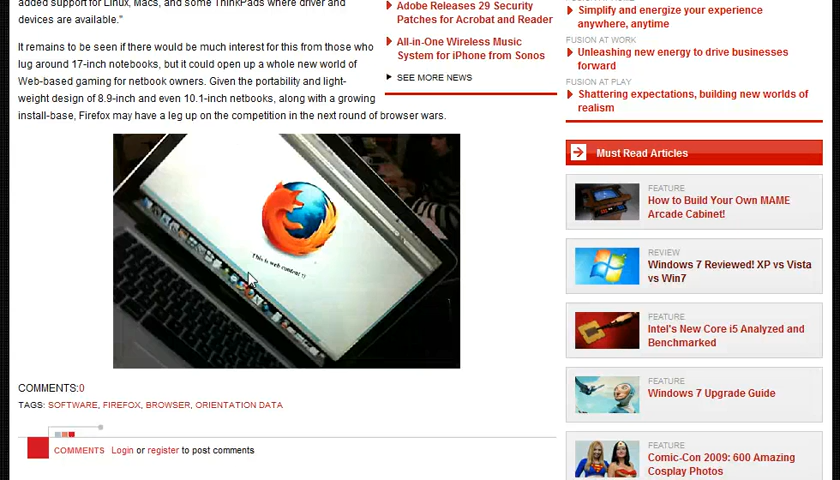 added support for Linux, Macs, and some ThinkPads where driver and
devices are available."
It remains to be seen if there would be much interest for this from those who
lug around 17-inch notebooks, but it could open up a whole new world of
Web-based gaming for netbook owners. Given the portability and light-
weight design of 8.9-inch and even 10.1-inch netbooks, along with a growing
install-base, Firefox may have a leg up on the competition in the next round of browser wars.
This is web content !!
COMMENTS:0
TAGS: SOFTWARE, FIREFOX, BROWSER, ORIENTATION DATA
COMMENTS Login or register to post comments
Adobe Releases 29 Security
Patches for Acrobat and Reader
All-in-One Wireless Music
System for iPhone from Sonos
SEE MORE NEWS
Simplify and energize your experience
anywhere, anytime
FUSION AT WORK
Unleashing new energy to drive businesses
forward
FUSION AT PLAY
Shattering expectations, building new worlds of
realism
Must Read Articles
FEATURE
How to Build Your Own MAME
Arcade Cabinet!
REVIEW
Windows 7 Reviewed! XP vs Vista
vs Win7
FEATURE
Intel's New Core i5 Analyzed and
Benchmarked
FEATURE
Windows 7 Upgrade Guide
FEATURE
Comic-Con 2009: 600 Amazing
Cosplay Photos